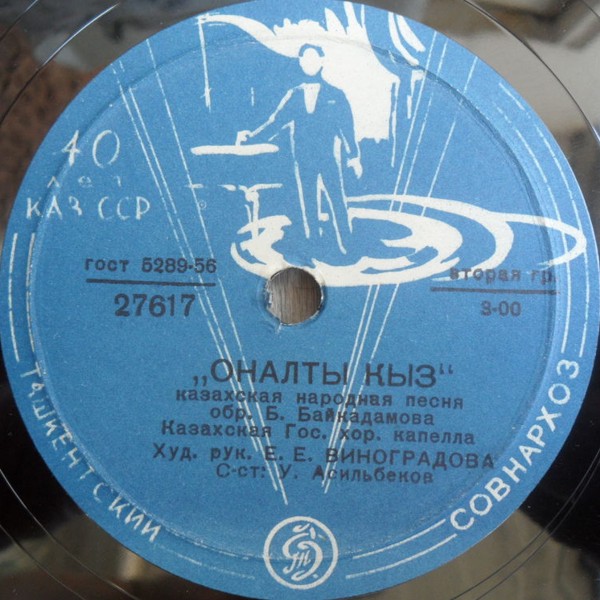 40
лет
КАЗ ССР
гост 5289-56
27617
вторая гр.
3-00
„ОНАЛТЫ КЫЗ“
казахская народная песня
обр. Б. Байкадамова
Казахская Гос. хор. капелла
Худ. рук. Е. Е. ВИНОГРАДОВА
С-ст: У. Асильбеков
ТАШКЕНТСКИЙ
СОВНАРХОЗ